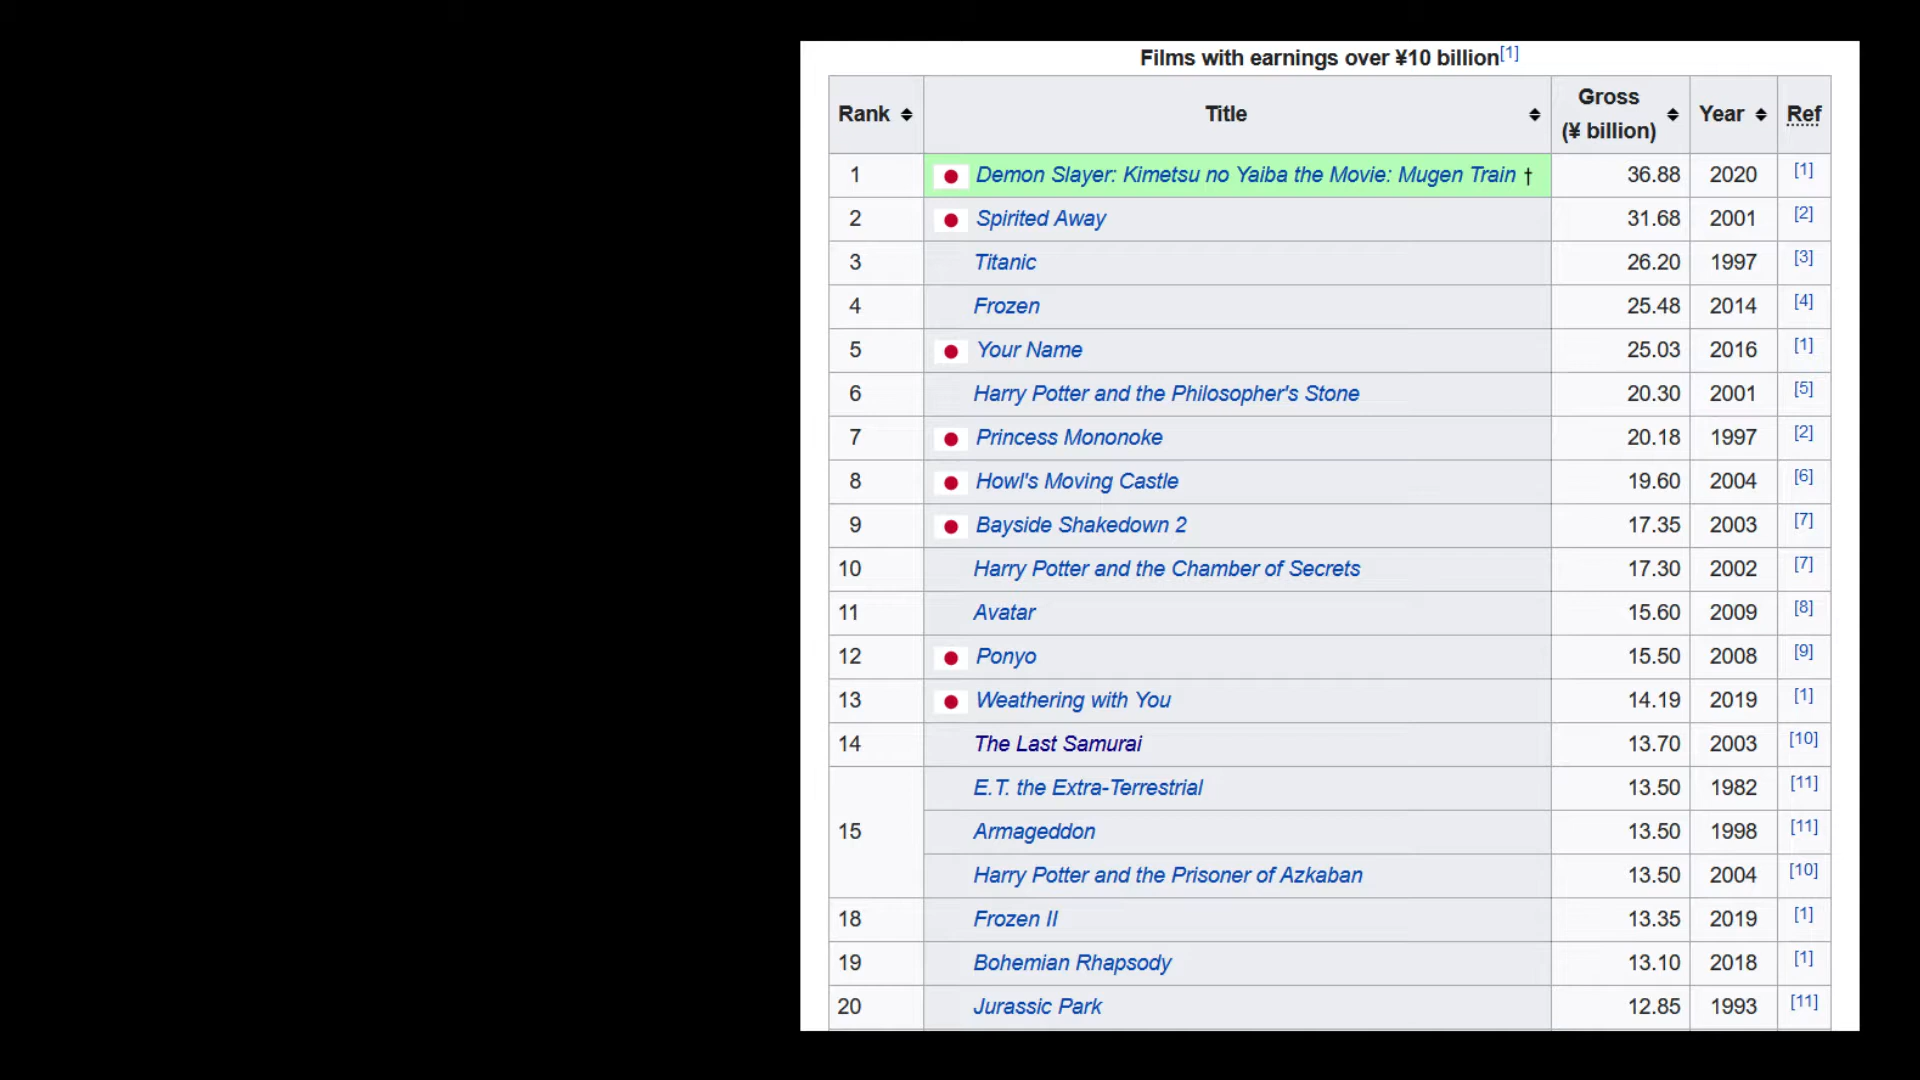 Films with earnings over ¥10 billion[1]
Rank Title Gross (¥ billion) Year Ref
1 Demon Slayer: Kimetsu no Yaiba the Movie: Mugen Train † 36.88 2020 [1]
2 Spirited Away 31.68 2001 [2]
3 Titanic 26.20 1997 [3]
4 Frozen 25.48 2014 [4]
5 Your Name 25.03 2016 [1]
6 Harry Potter and the Philosopher's Stone 20.30 2001 [5]
7 Princess Mononoke 20.18 1997 [2]
8 Howl's Moving Castle 19.60 2004 [6]
9 Bayside Shakedown 2 17.35 2003 [7]
10 Harry Potter and the Chamber of Secrets 17.30 2002 [7]
11 Avatar 15.60 2009 [8]
12 Ponyo 15.50 2008 [9]
13 Weathering with You 14.19 2019 [1]
14 The Last Samurai 13.70 2003 [10]
15 E.T. the Extra-Terrestrial 13.50 1982 [11]
Armageddon 13.50 1998 [11]
Harry Potter and the Prisoner of Azkaban 13.50 2004 [10]
18 Frozen II 13.35 2019 [1]
19 Bohemian Rhapsody 13.10 2018 [1]
20 Jurassic Park 12.85 1993 [11]